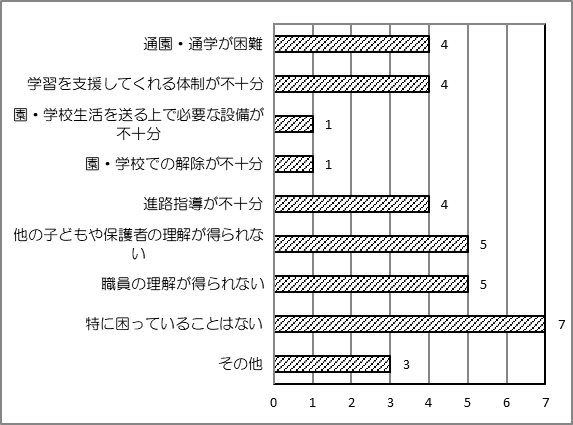 通園・通学が困難
4
学習を支援してくれる体制が不十分
4
園・学校生活を送る上で必要な設備が
不十分
1
園・学校での解除が不十分
1
進路指導が不十分
4
他の子どもや保護者の理解が得られな
い
5
職員の理解が得られない
5
特に困っていることはない
7
その他
3
0 1 2 3 4 5 6 7